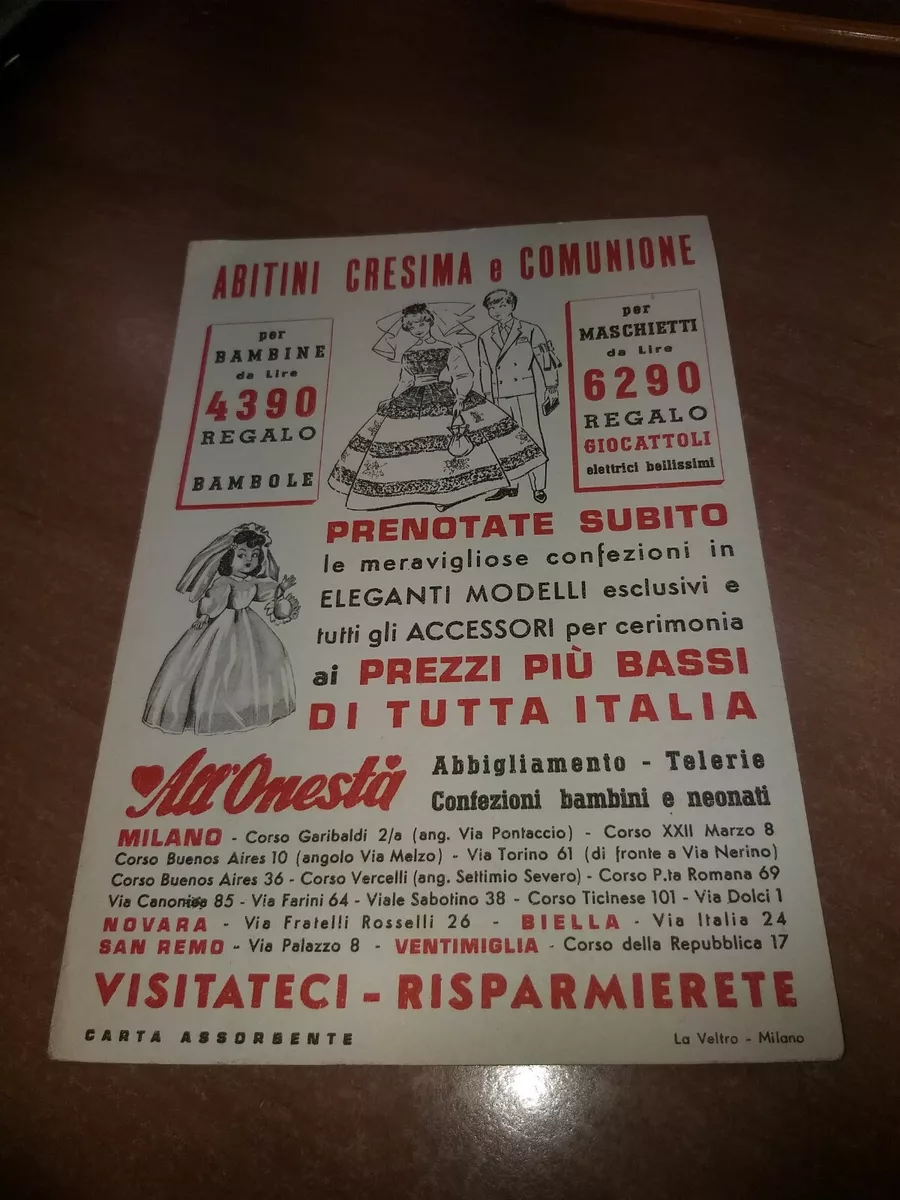 ABITINI CRESIMA e COMUNIONE
per
BAMBINE
da Lire
4390
REGALO
BAMBOLE
per
MASCHIETTI
da Lire
6290
REGALO
GIOCATTOLI
elettrici bellissimi
PRENOTATE SUBITO
le meravigliose confezioni in
ELEGANTI MODELLI esclusivi e
tutti gli ACCESSORI per cerimonia
ai PREZZI PIÙ BASSI
DI TUTTA ITALIA
All'Onestà
Abbigliamento - Telerie
Confezioni bambini e neonati
MILANO - Corso Garibaldi 2/a (ang. Via Pontaccio) - Corso XXII Marzo 8
Corso Buenos Aires 10 (angolo Via Melzo) - Via Torino 61 (di fronte a Via Nerino)
Corso Buenos Aires 36 - Corso Vercelli (ang. Settimio Severo) - Corso P.ta Romana 69
Via Canonica 85 - Via Farini 64 - Viale Sabotino 38 - Corso Ticinese 101 - Via Dolci 1
NOVARA - Via Fratelli Rosselli 26 - BIELLA - Via Italia 24
SAN REMO - Via Palazzo 8 - VENTIMIGLIA - Corso della Repubblica 17
VISITATECI - RISPARMIERETE
CARTA ASSORBENTE
La Veltro - Milano